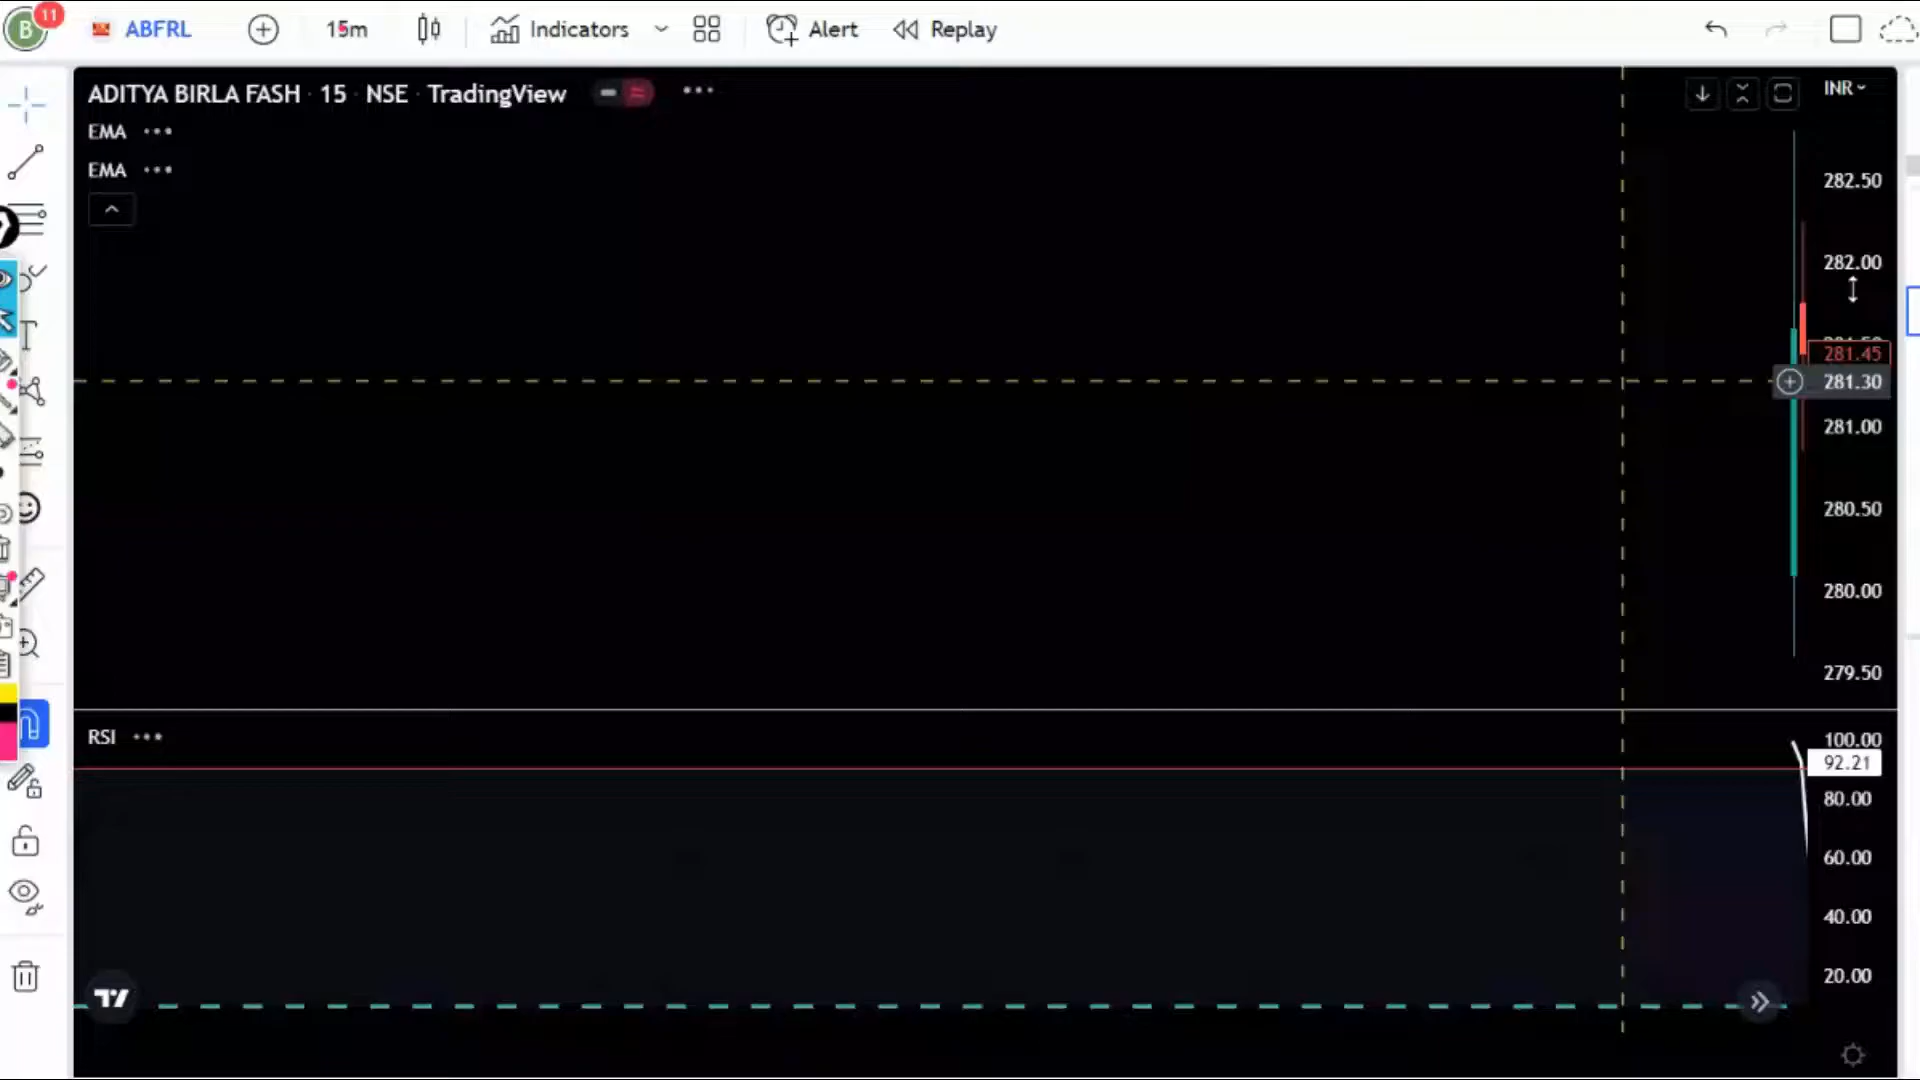 B 11 ABFRL 15m Indicators Alert Replay
ADITYA BIRLA FASH · 15 · NSE · TradingView
INR
EMA
EMA
282.50
282.00
281.45
281.30
281.00
280.50
280.00
279.50
RSI
100.00
92.21
80.00
60.00
40.00
20.00